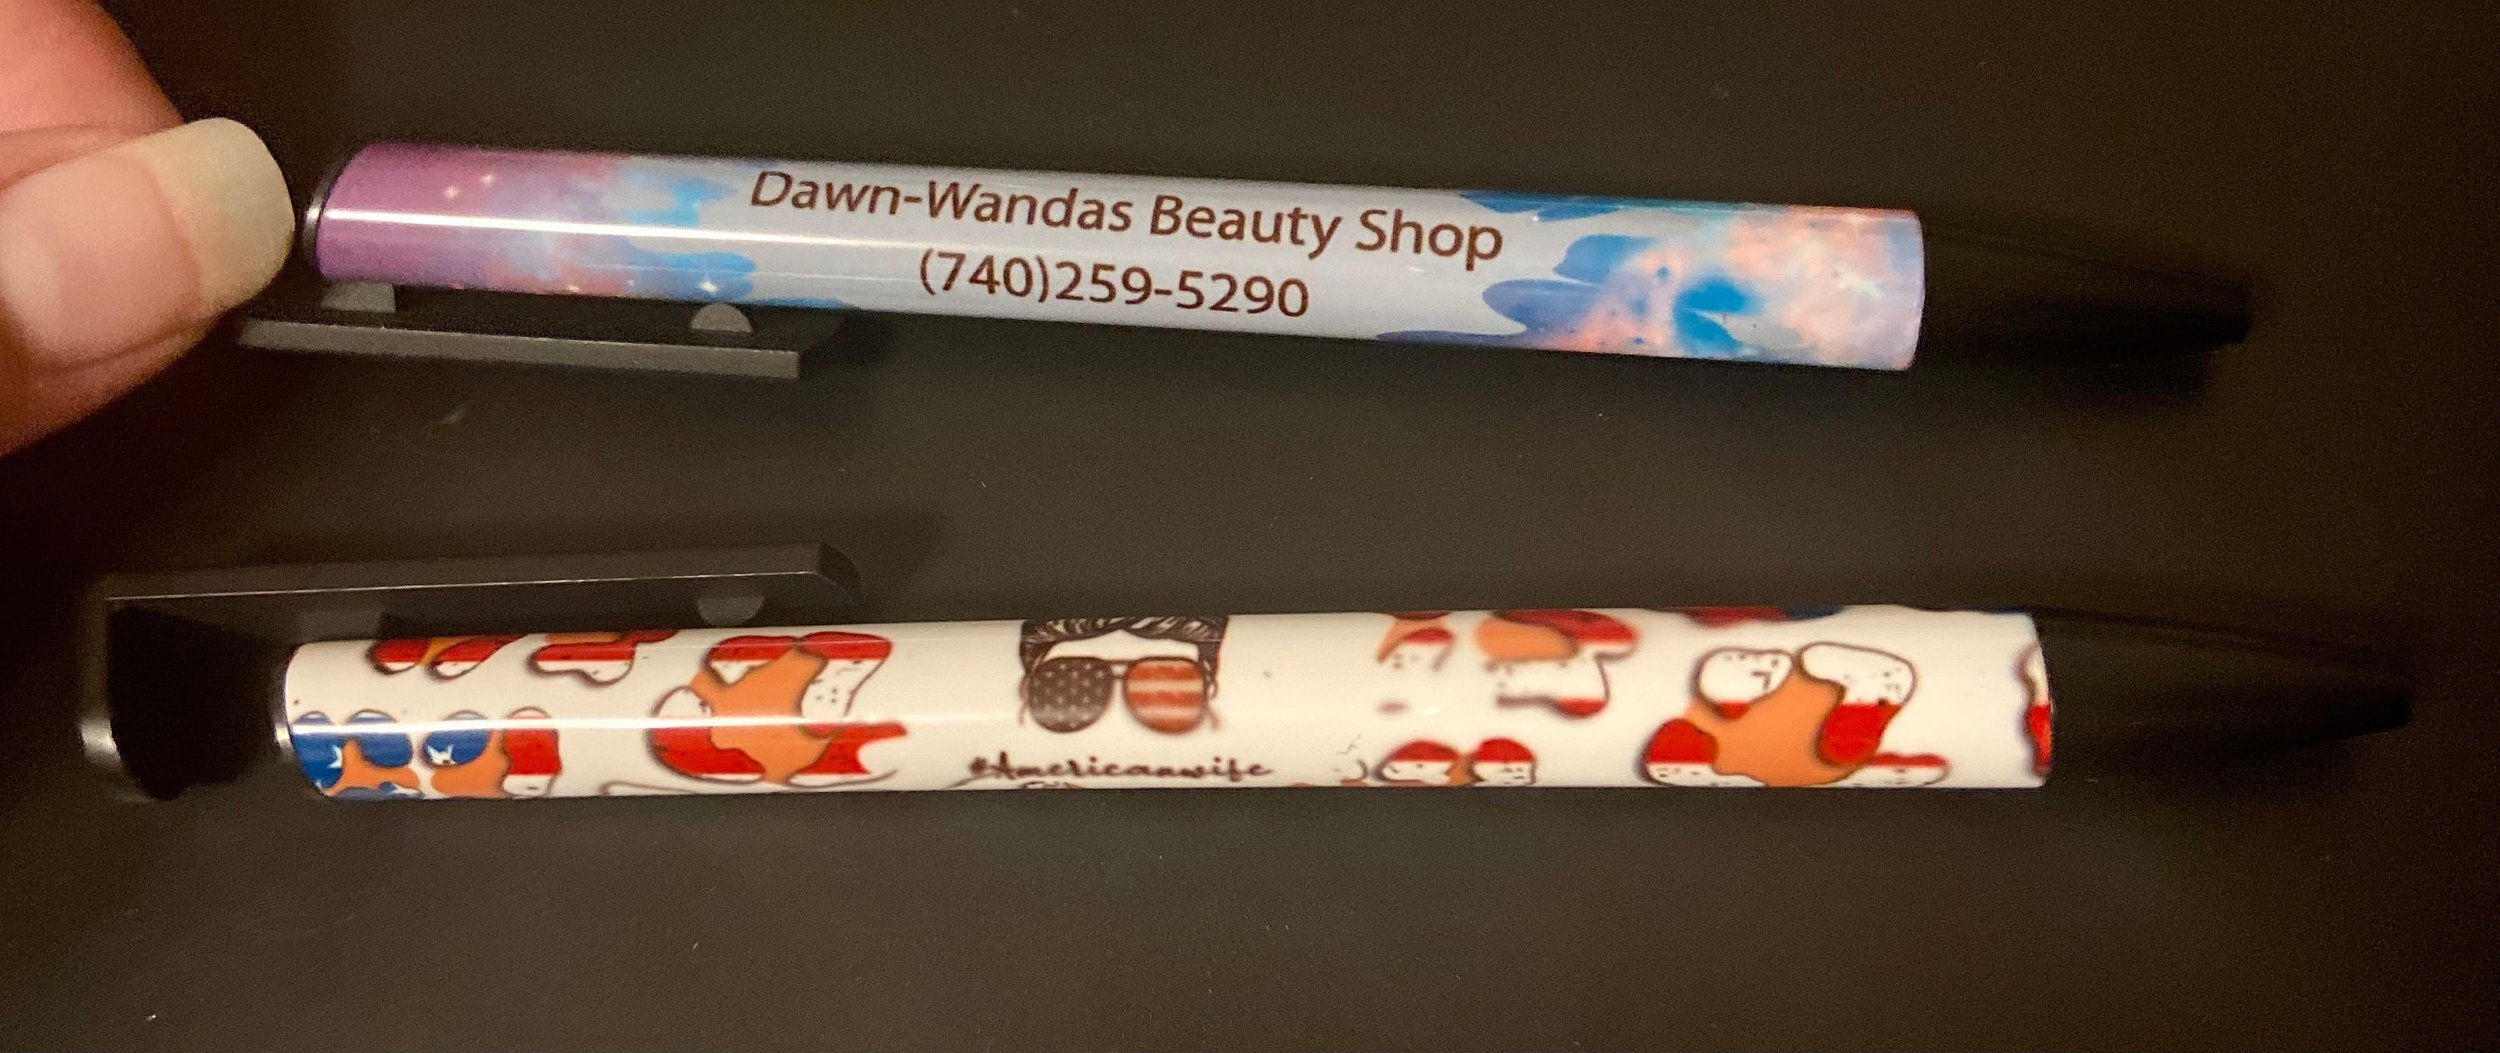 Dawn-Wandas Beauty Shop
(740)259-5290
#Americanwife